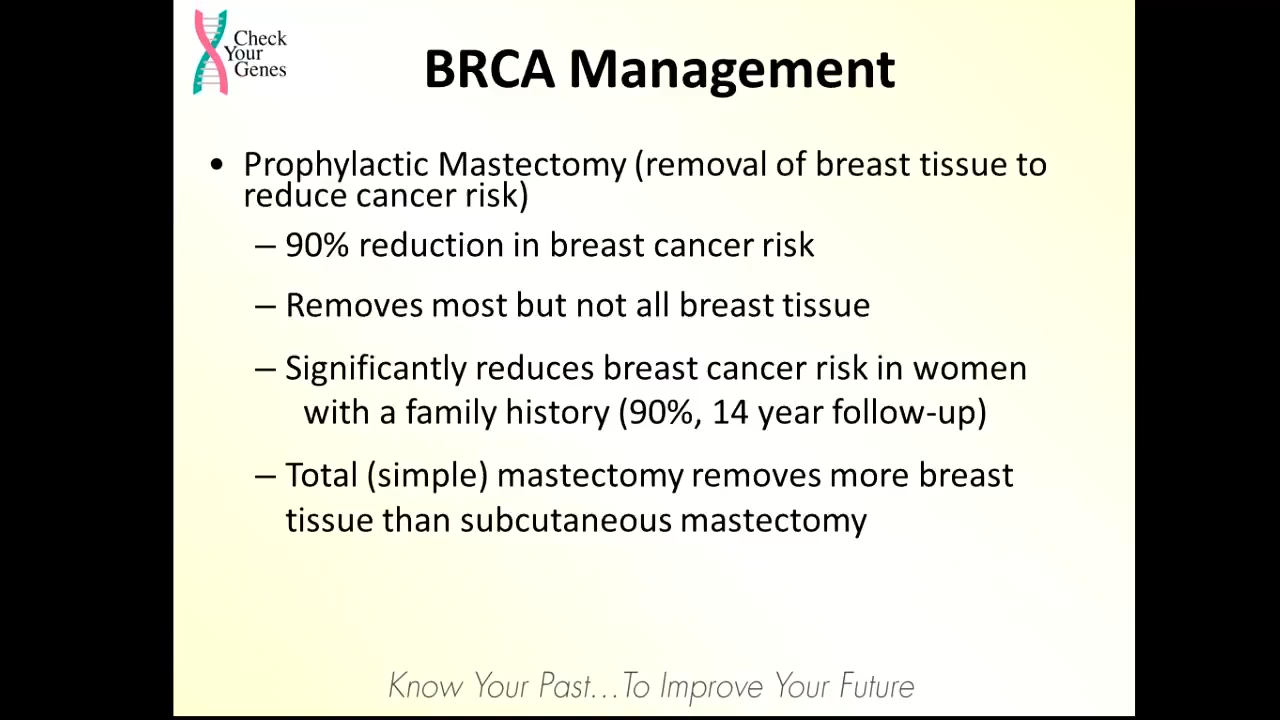 Check
Your
Genes
BRCA Management
• Prophylactic Mastectomy (removal of breast tissue to
reduce cancer risk)
– 90% reduction in breast cancer risk
– Removes most but not all breast tissue
– Significantly reduces breast cancer risk in women
with a family history (90%, 14 year follow-up)
– Total (simple) mastectomy removes more breast
tissue than subcutaneous mastectomy
Know Your Past...To Improve Your Future